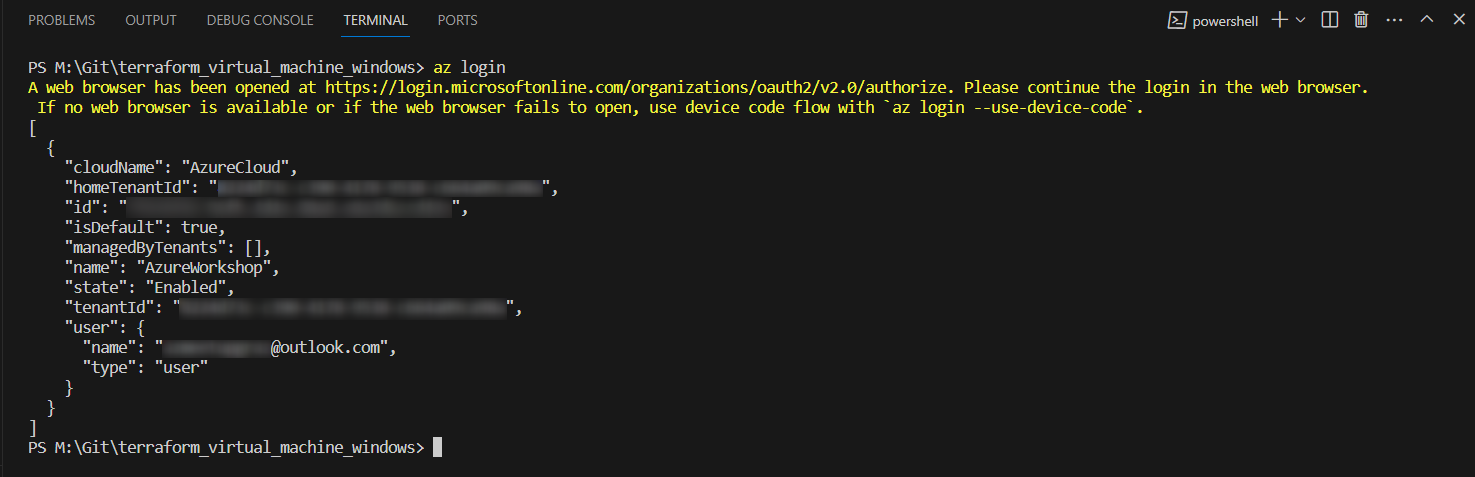 PROBLEMS OUTPUT DEBUG CONSOLE TERMINAL PORTS powershell
PS M:\Git\terraform_virtual_machine_windows> az login
A web browser has been opened at https://login.microsoftonline.com/organizations/oauth2/v2.0/authorize. Please continue the login in the web browser.
If no web browser is available or if the web browser fails to open, use device code flow with `az login --use-device-code`.
[
{
"cloudName": "AzureCloud",
"homeTenantId": "",
"id": "",
"isDefault": true,
"managedByTenants": [],
"name": "AzureWorkshop",
"state": "Enabled",
"tenantId": "",
"user": {
"name": "@outlook.com",
"type": "user"
}
}
]
PS M:\Git\terraform_virtual_machine_windows>